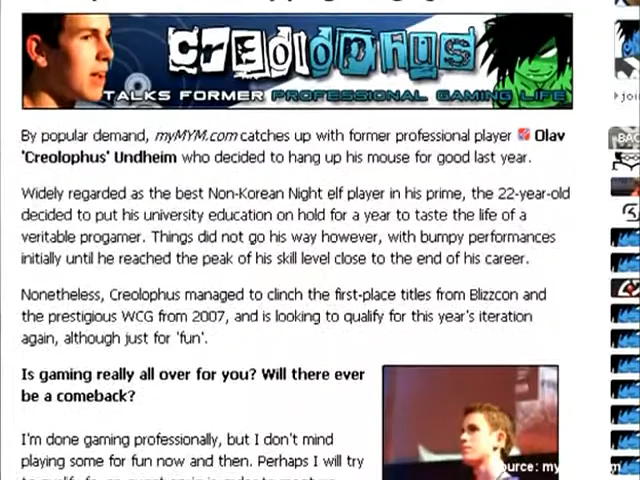 CREOLOPHUS
TALKS FORMER PROFESSIONAL GAMING LIFE
By popular demand, myMYM.com catches up with former professional player Olav
'Creolophus' Undheim who decided to hang up his mouse for good last year.
Widely regarded as the best Non-Korean Night elf player in his prime, the 22-year-old
decided to put his university education on hold for a year to taste the life of a
veritable progamer. Things did not go his way however, with bumpy performances
initially until he reached the peak of his skill level close to the end of his career.
Nonetheless, Creolophus managed to clinch the first-place titles from Blizzcon and
the prestigious WCG from 2007, and is looking to qualify for this year's iteration
again, although just for 'fun'.
Is gaming really all over for you? Will there ever
be a comeback?
I'm done gaming professionally, but I don't mind
playing some for fun now and then. Perhaps I will try